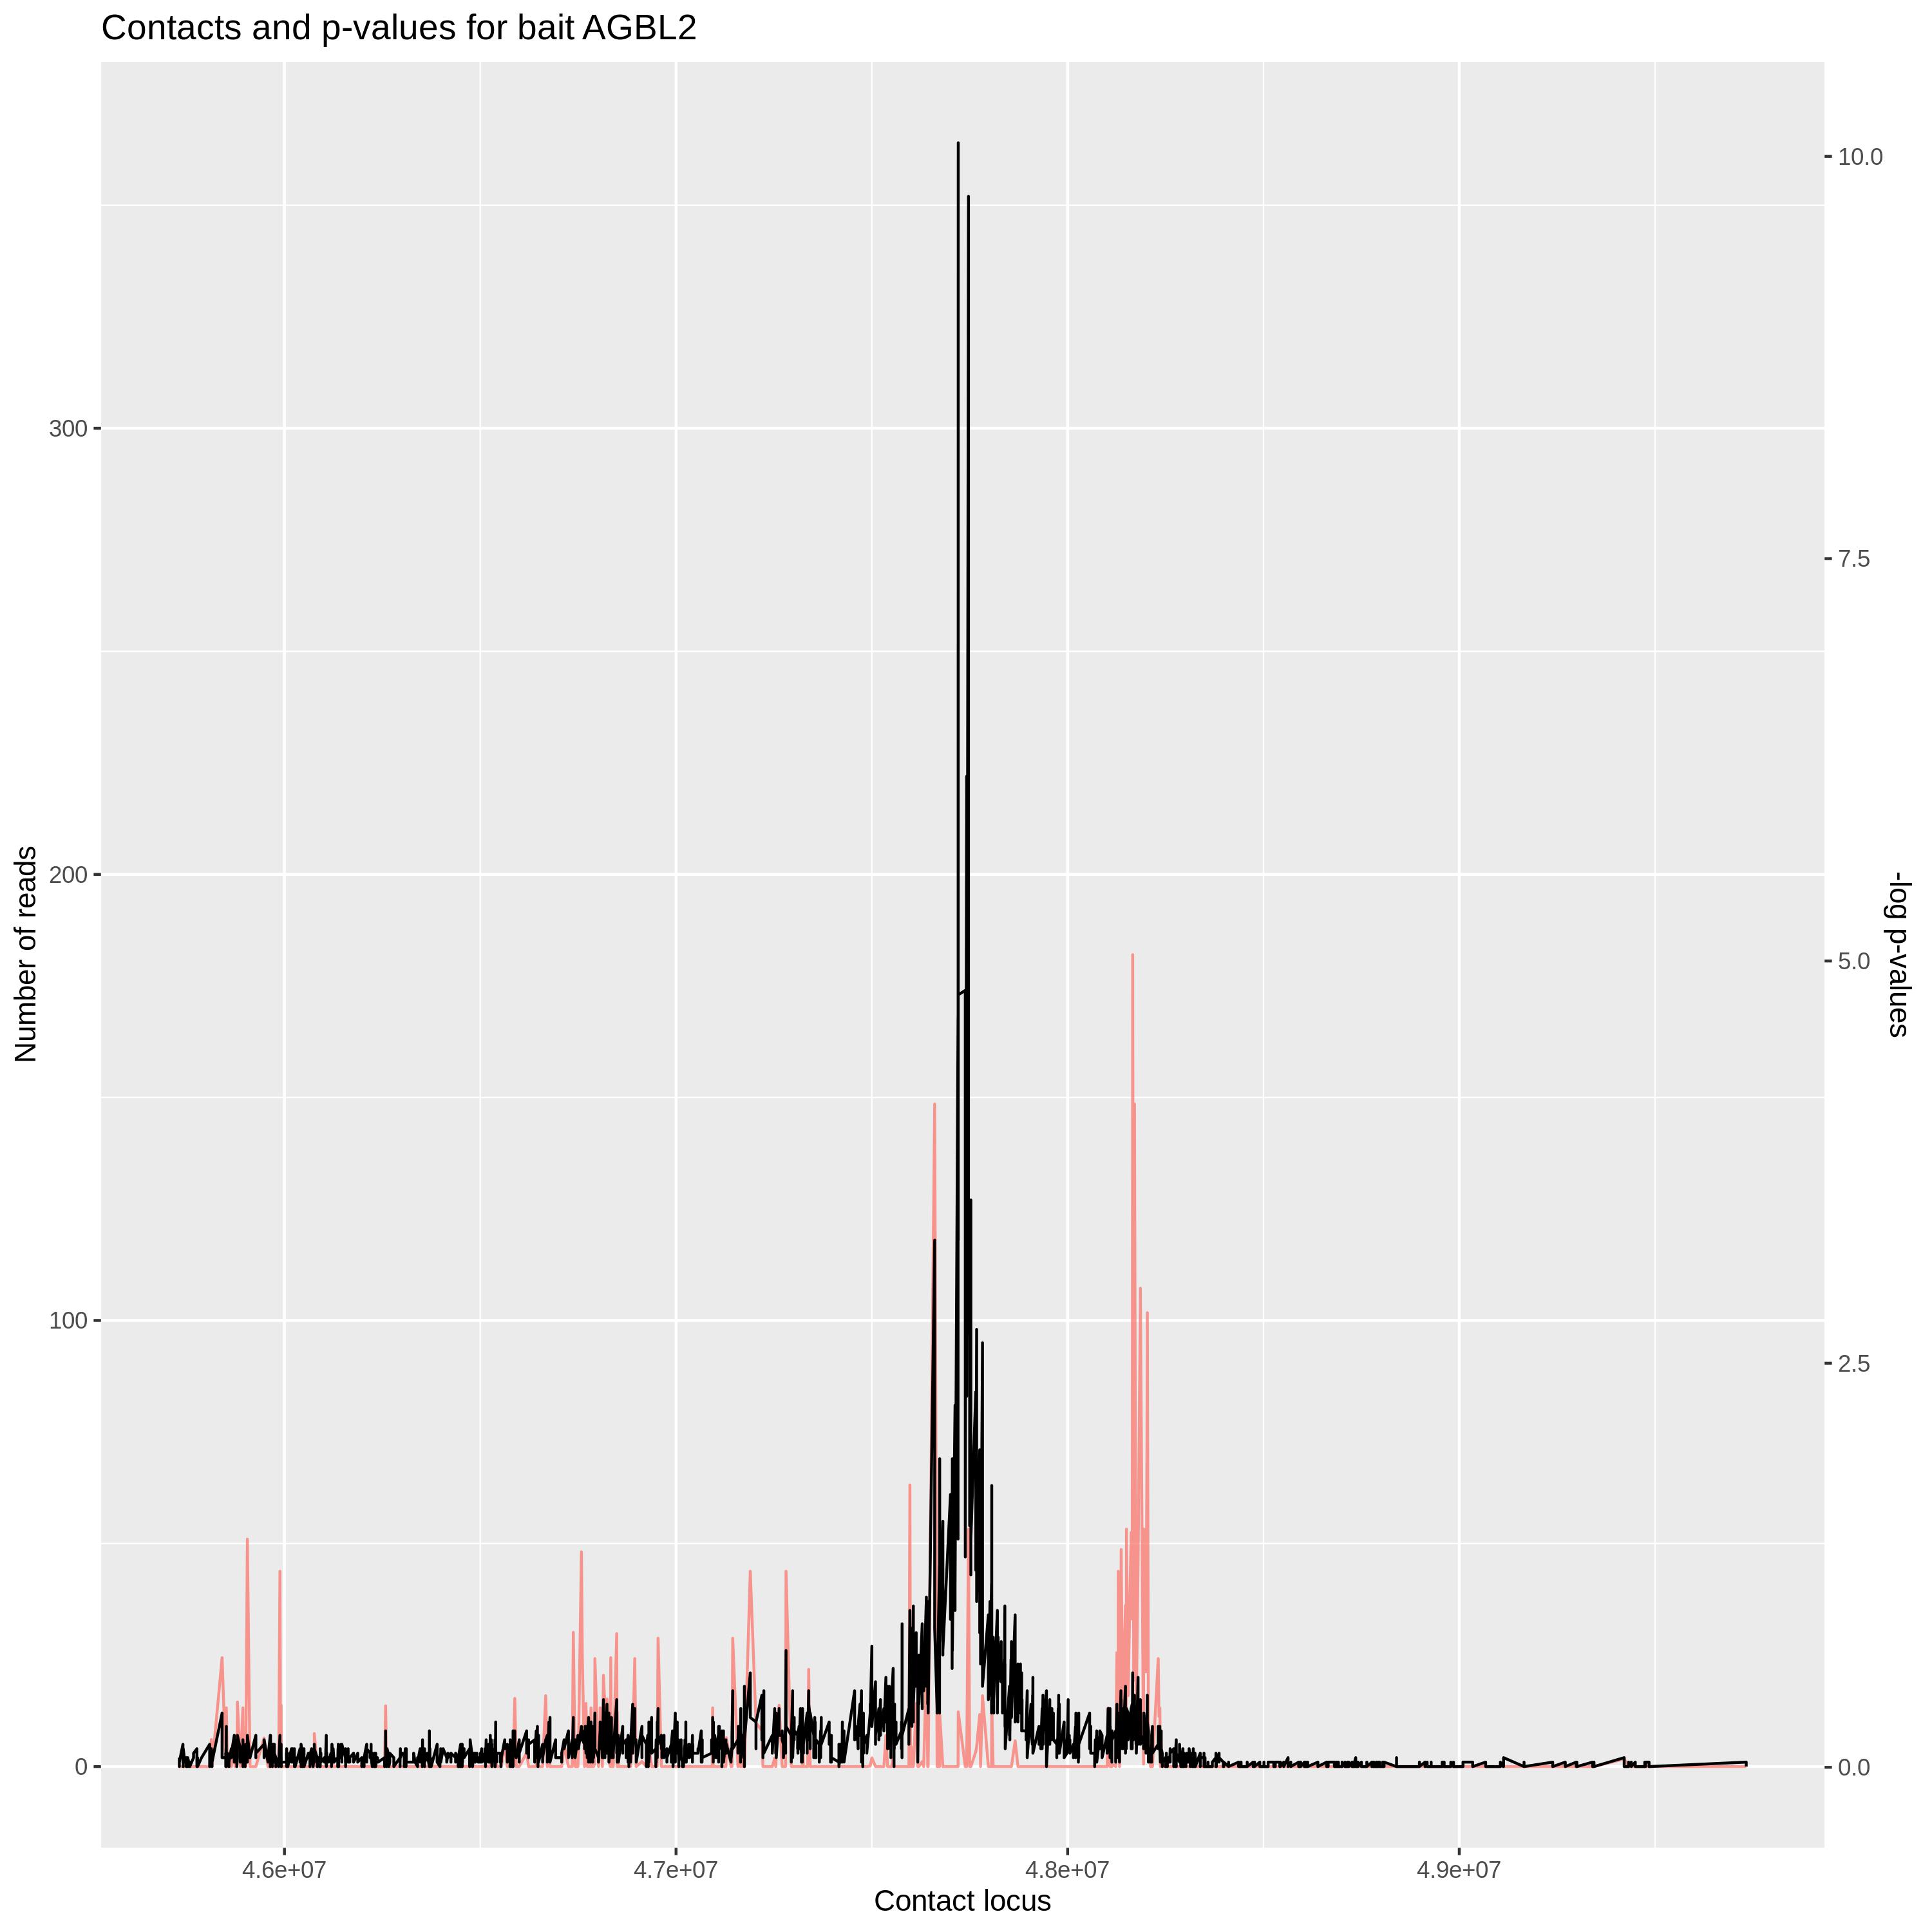 Contacts and p-values for bait AGBL2
Number of reads
300
200
100
0
10.0
7.5
5.0
2.5
0.0
-log p-values
4.6e+07
4.7e+07
4.8e+07
4.9e+07
Contact locus